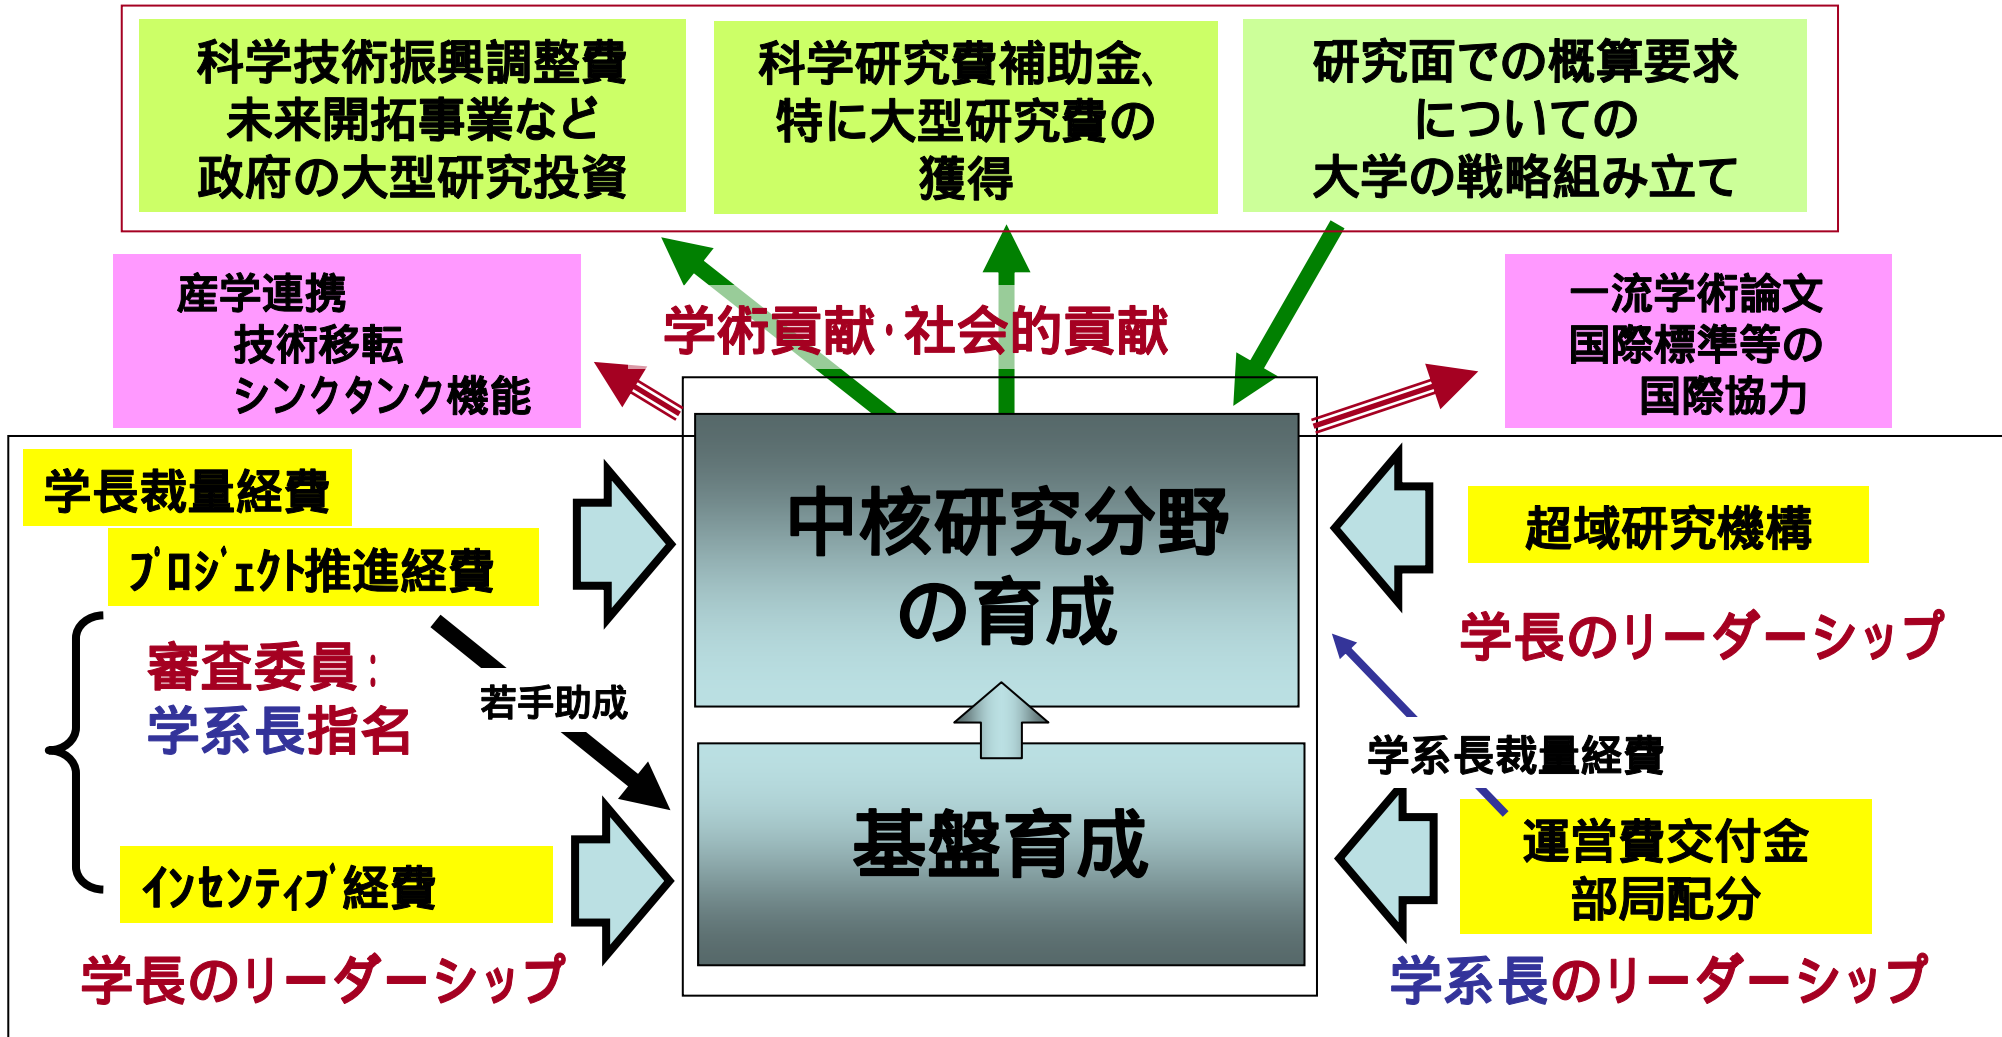 科学技術振興調整費
未来開拓事業など
政府の大型研究投資
科学研究費補助金、
特に大型研究費の
獲得
研究面での概算要求
についての
大学の戦略組み立て
産学連携
技術移転
シンクタンク機能
学術貢献・社会的貢献
一流学術論文
国際標準等の
国際協力
学長裁量経費
ﾌﾟﾛｼﾞｪｸﾄ推進経費
審査委員:
学系長指名
若手助成
ｲﾝｾﾝﾃｨﾌﾞ経費
学長のリーダーシップ
中核研究分野
の育成
基盤育成
超域研究機構
学長のリーダーシップ
学系長裁量経費
運営費交付金
部局配分
学系長のリーダーシップ